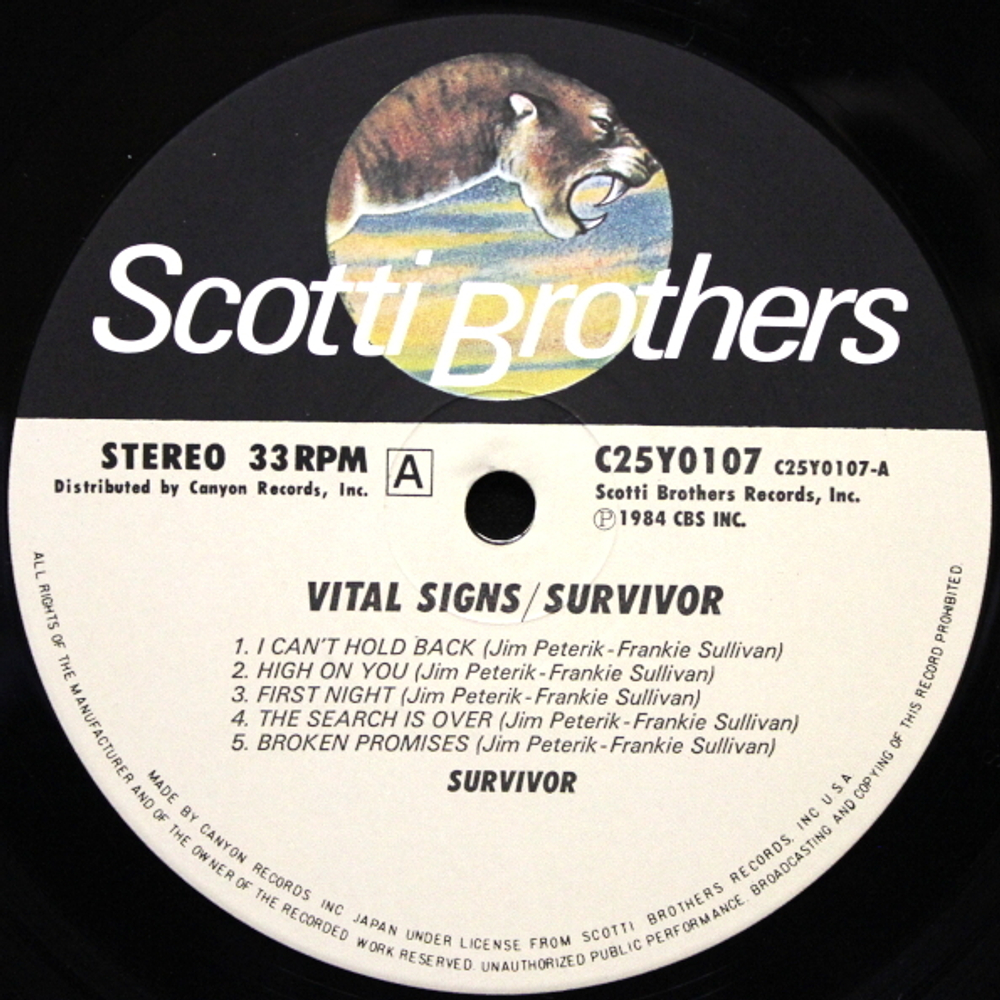 Scotti Brothers
STEREO 33RPM
A
Distributed by Canyon Records, Inc.
C25Y0107 C25Y0107-A
Scotti Brothers Records, Inc.
Ⓟ1984 CBS INC.
VITAL SIGNS/SURVIVOR
1. I CAN'T HOLD BACK (Jim Peterik-Frankie Sullivan)
2. HIGH ON YOU (Jim Peterik-Frankie Sullivan)
3. FIRST NIGHT (Jim Peterik-Frankie Sullivan)
4. THE SEARCH IS OVER (Jim Peterik-Frankie Sullivan)
5. BROKEN PROMISES (Jim Peterik-Frankie Sullivan)
SURVIVOR
MADE BY CANYON RECORDS INC JAPAN UNDER LICENSE FROM SCOTTI BROTHERS RECORDS, INC U.S.A
ALL RIGHTS OF THE MANUFACTURER AND OF THE OWNER OF THE RECORDED WORK RESERVED. UNAUTHORIZED PUBLIC PERFORMANCE. BROADCASTING AND COPYING OF THIS RECORD PROHIBITED.